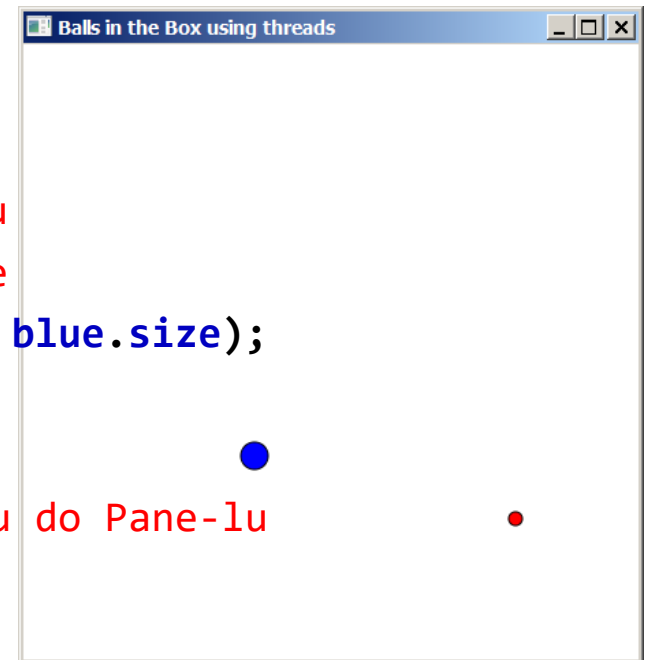 Balls in the Box using threads
u
e
blue.size);
u do Pane-lu